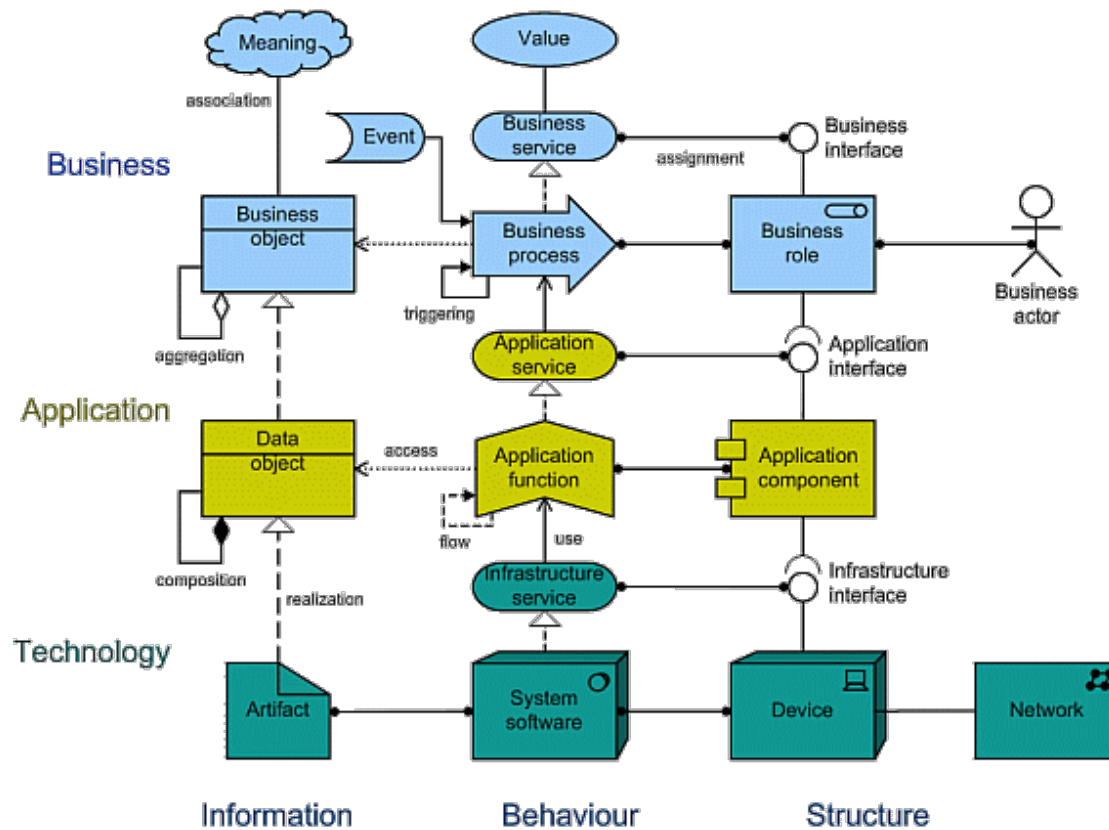 Meaning
Value
association
Event
Business
service
assignment
Business
interface
Business
Business
object
Business
process
Business
role
Business
actor
triggering
aggregation
Application
service
Application
interface
Application
Data
object
access
Application
function
Application
component
flow
use
composition
realization
Infrastructure
service
Infrastructure
interface
Technology
Artifact
System
software
Device
Network
Information
Behaviour
Structure